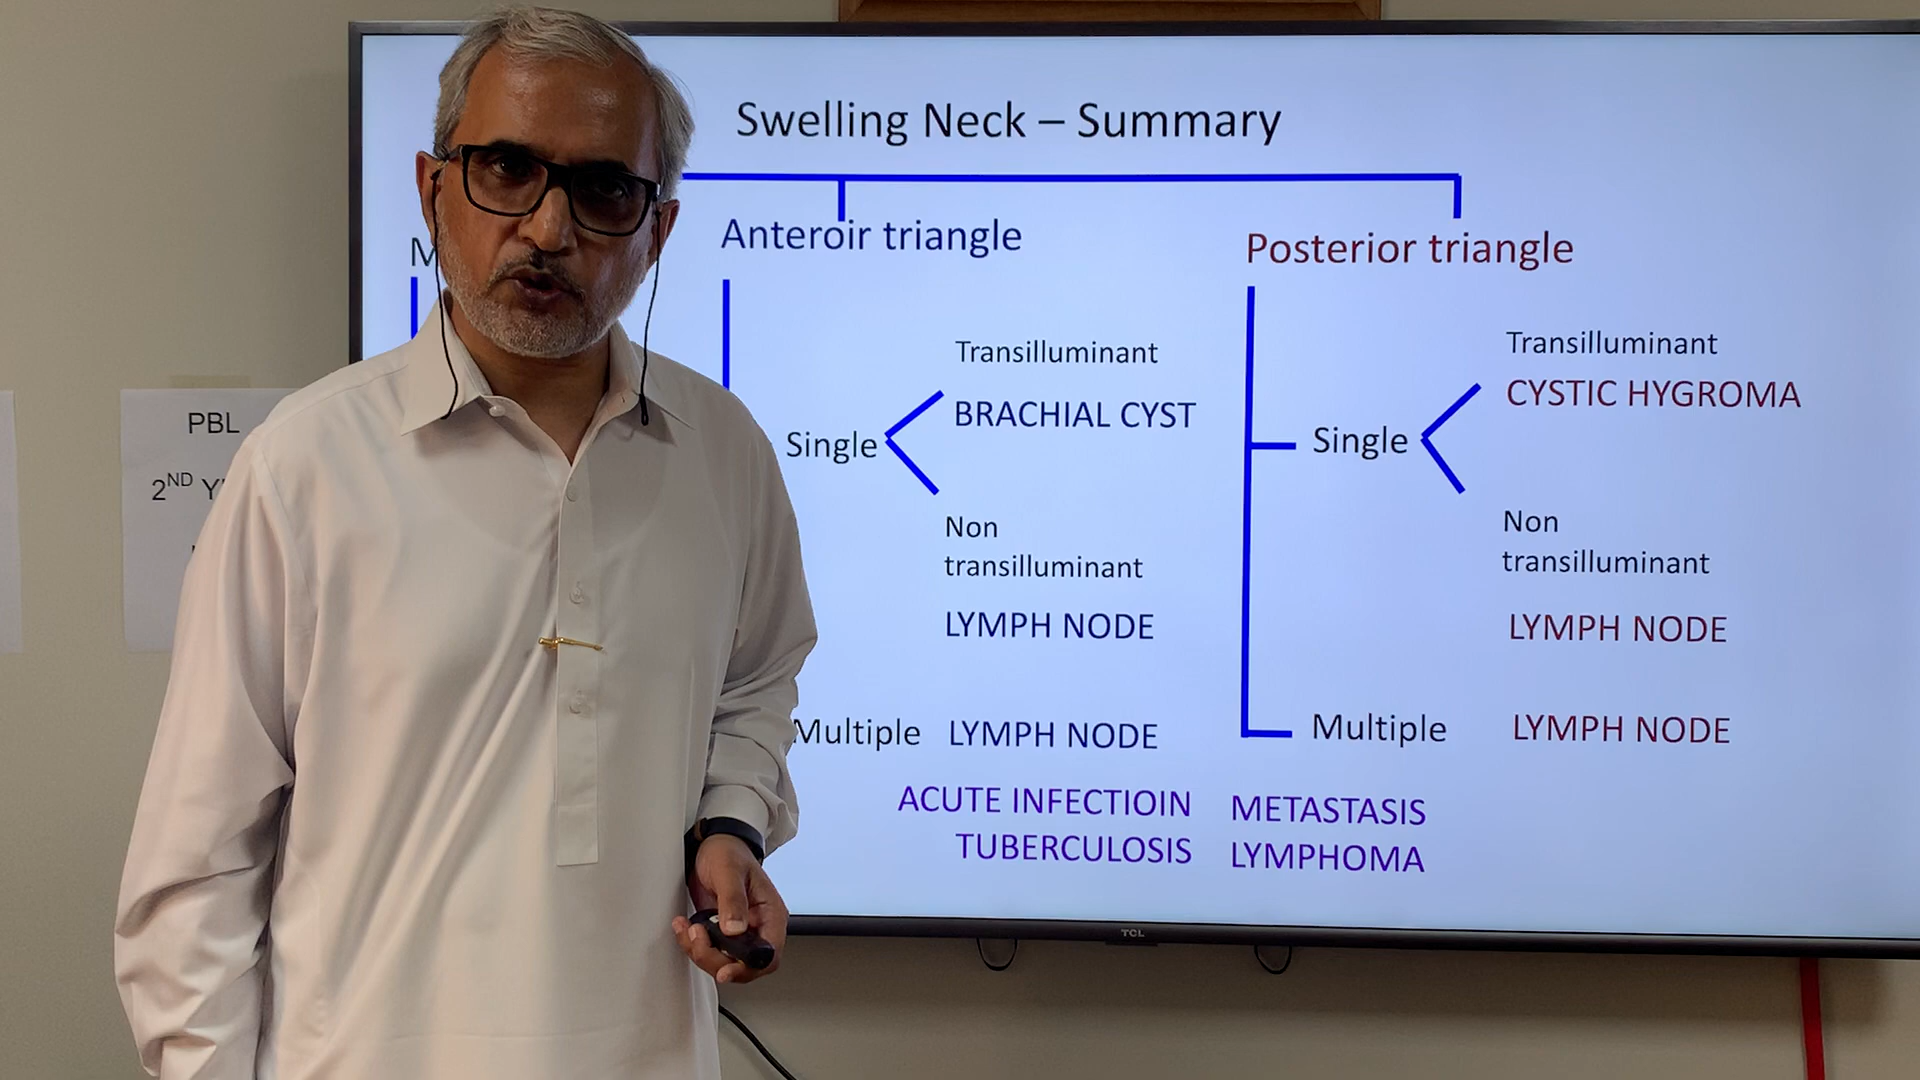 Swelling Neck – Summary
Anteroir triangle
Posterior triangle
Transilluminant
BRACHIAL CYST
Single
Non
transilluminant
LYMPH NODE
Multiple LYMPH NODE
Transilluminant
CYSTIC HYGROMA
Single
Non
transilluminant
LYMPH NODE
Multiple LYMPH NODE
ACUTE INFECTIOIN METASTASIS
TUBERCULOSIS LYMPHOMA
PBL
2ND
TCL